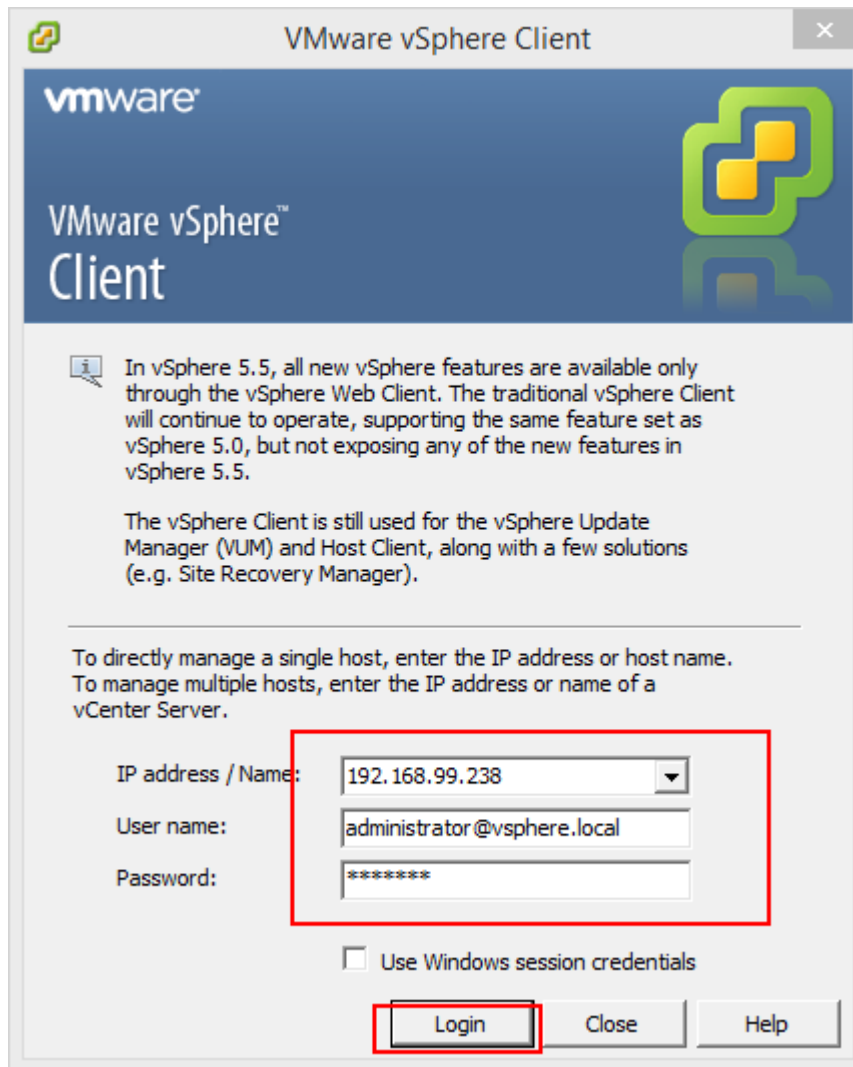 VMware vSphere Client
vmware
VMware vSphere™
Client
In vSphere 5.5, all new vSphere features are available only
through the vSphere Web Client. The traditional vSphere Client
will continue to operate, supporting the same feature set as
vSphere 5.0, but not exposing any of the new features in
vSphere 5.5.
The vSphere Client is still used for the vSphere Update
Manager (VUM) and Host Client, along with a few solutions
(e.g. Site Recovery Manager).
To directly manage a single host, enter the IP address or host name.
To manage multiple hosts, enter the IP address or name of a
vCenter Server.
IP address / Name: 192.168.99.238
User name: administrator@vsphere.local
Password: *******
Use Windows session credentials
Login Close Help